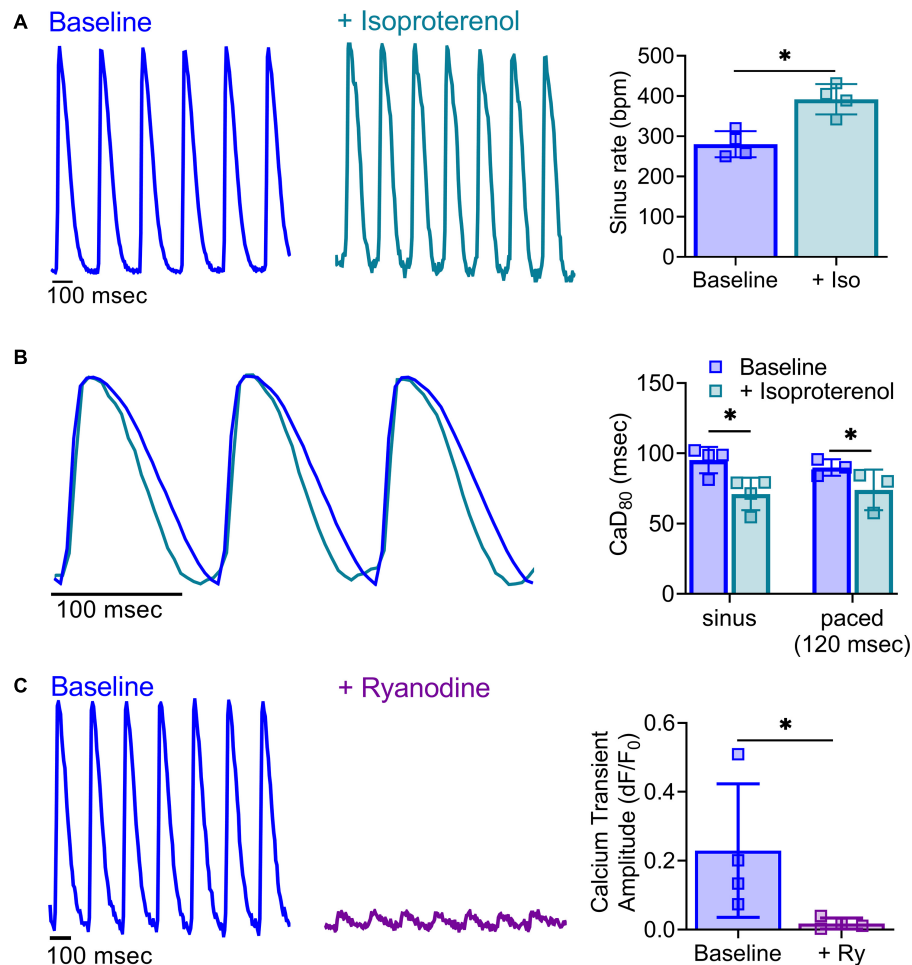 A
Baseline
+ Isoproterenol
100 msec
Sinus rate (bpm)
500
400
300
200
100
0
*
Baseline
+ Iso
B
100 msec
Baseline
+ Isoproterenol
CaD80 (msec)
150
100
50
0
*
*
sinus
paced
(120 msec)
C
Baseline
+ Ryanodine
100 msec
Calcium Transient
Amplitude (dF/F0)
0.6
0.4
0.2
0.0
*
Baseline
+ Ry